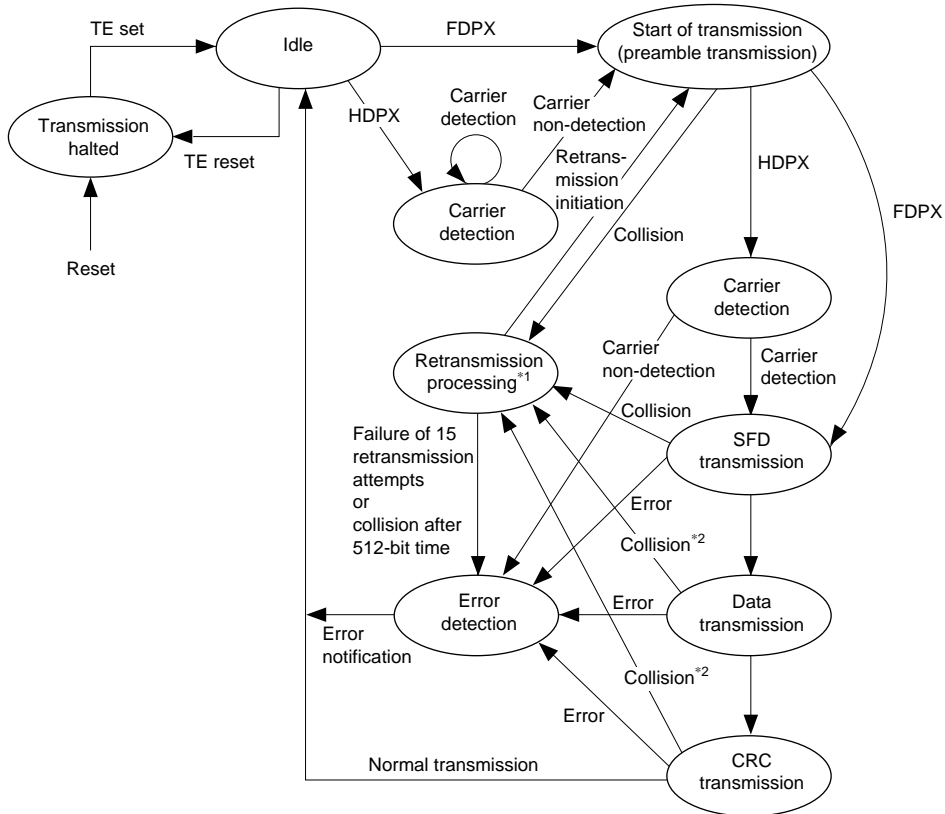 TE set
Idle
FDPX
Start of transmission
(preamble transmission)
Transmission
halted
TE reset
Reset
HDPX
Carrier
detection
Carrier
detection
Carrier
non-detection
Retrans-
mission
initiation
Collision
HDPX
FDPX
Carrier
detection
Carrier
non-detection
Carrier
detection
Retransmission
processing*1
Collision
SFD
transmission
Failure of 15
retransmission
attempts
or
collision after
512-bit time
Error
Collision*2
Error
detection
Error
Data
transmission
Error
notification
Collision*2
Error
Normal transmission
CRC
transmission